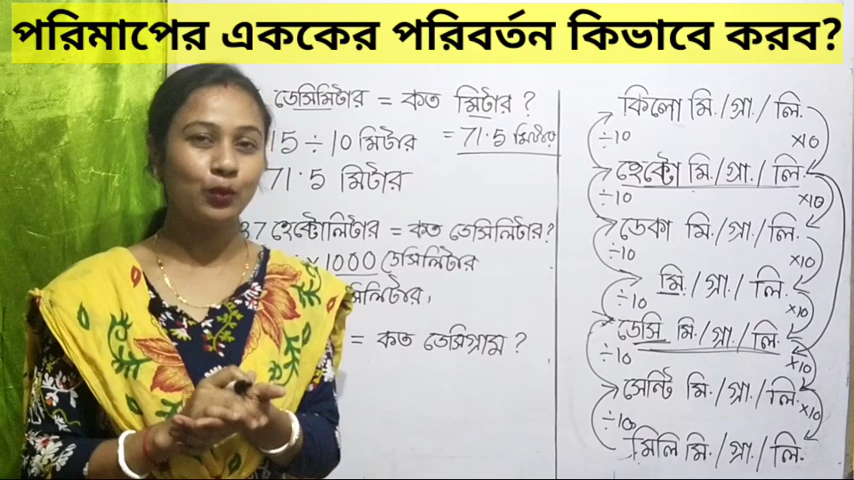 পরিমাপের এককের পরিবর্তন কিভাবে করব?
ডেসিমিটার = কত মিটার ?
15 ÷ 10 মিটার = 71.5 মিটার
71.5 মিটার
37 হেক্টোলিটার = কত ডেসিলিটার?
×1000 ডেসিলিটার
সিলিটার,
= কত ডেসিগ্রাম ?
কিলো মি./গ্রা./লি.
÷10 ×10
হেক্টো মি./গ্রা./লি.
÷10 ×10
ডেকা মি./গ্রা./লি.
÷10 ×10
মি./গ্রা./লি.
÷10 ×10
ডেসি মি./গ্রা./লি.
÷10 ×10
সেন্টি মি./গ্রা./লি.
÷10 ×10
মিলি মি./গ্রা./লি.